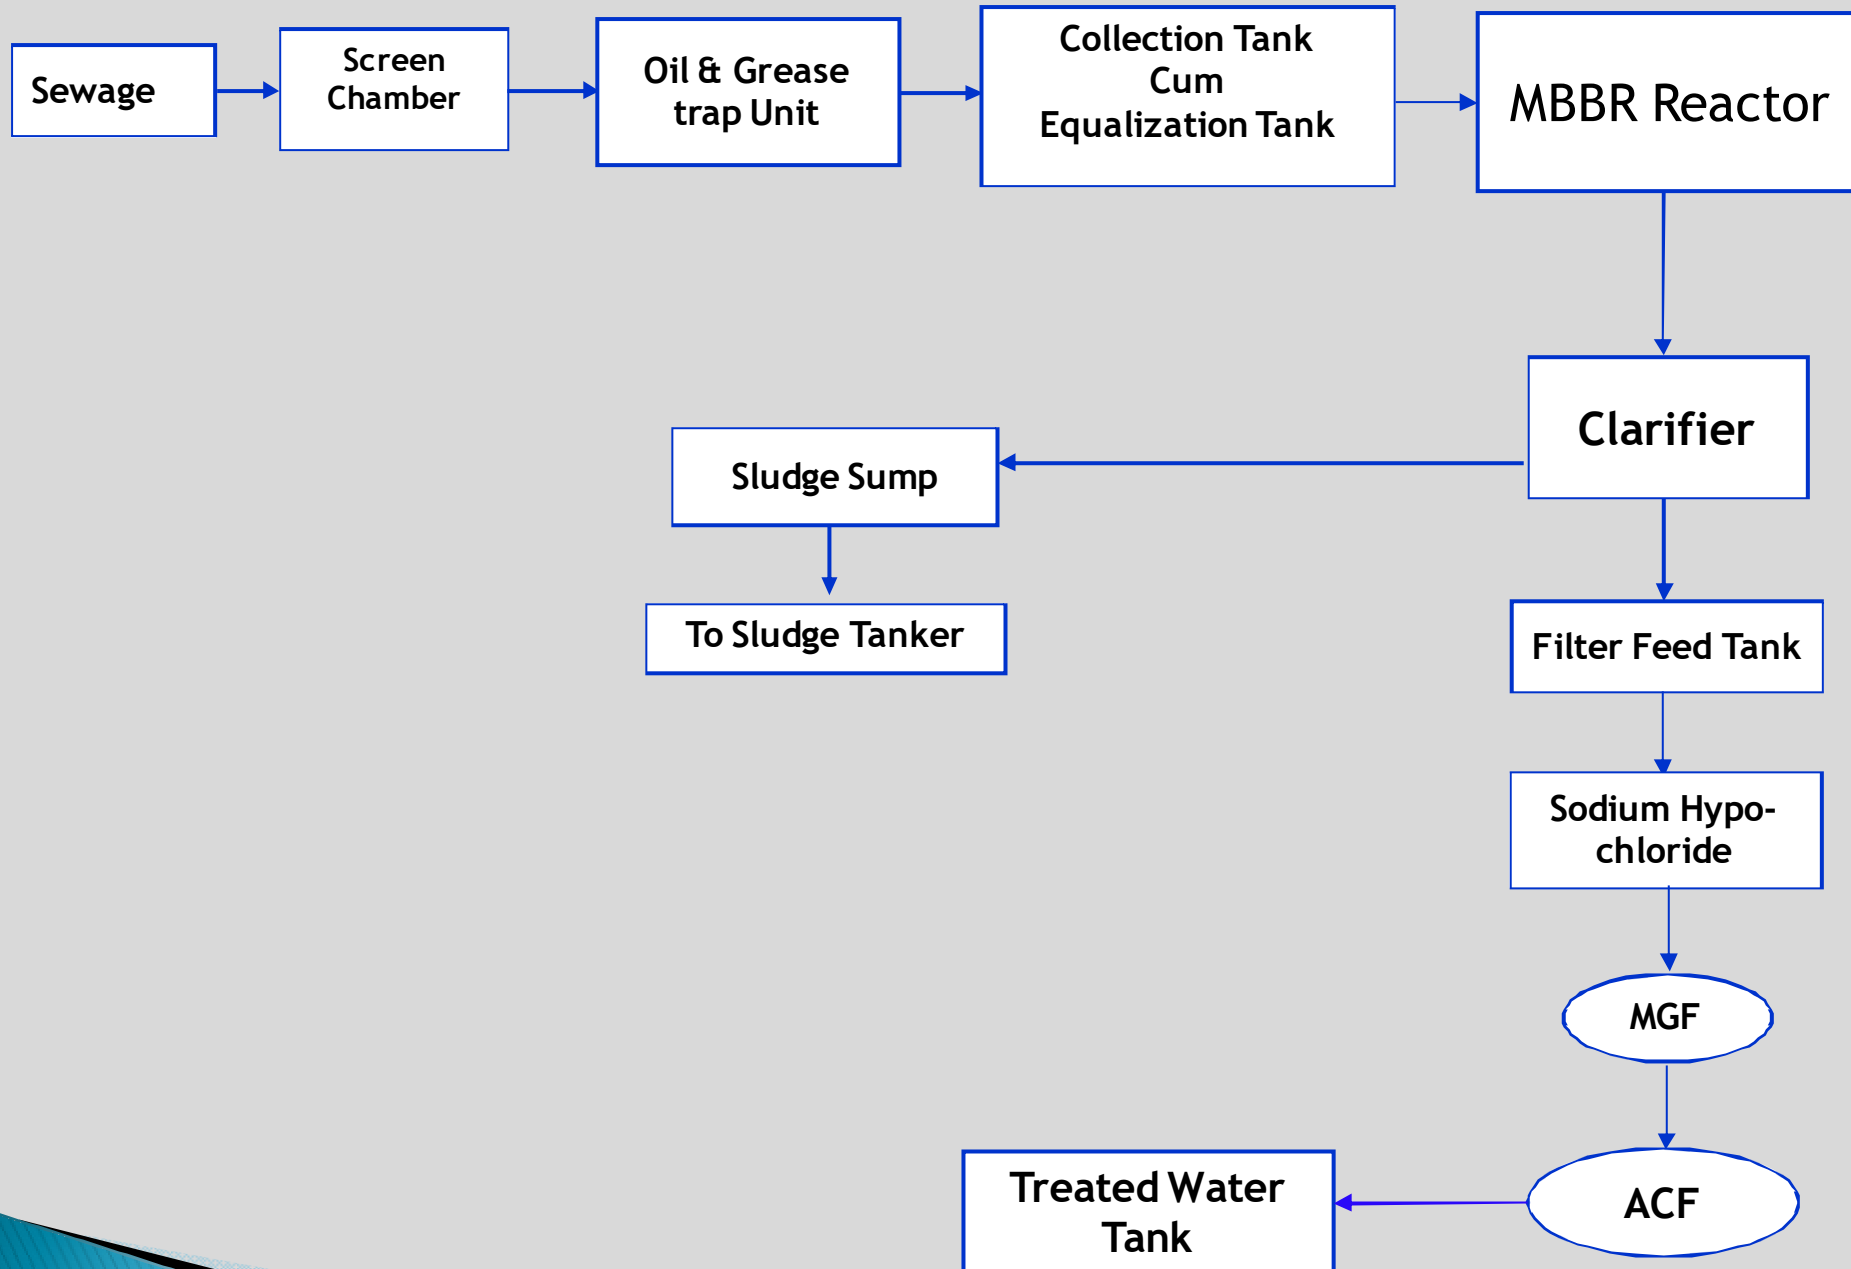 Sewage
Screen
Chamber
Oil & Grease
trap Unit
Collection Tank
Cum
Equalization Tank
MBBR Reactor
Clarifier
Sludge Sump
To Sludge Tanker
Filter Feed Tank
Sodium Hypo-
chloride
MGF
ACF
Treated Water
Tank